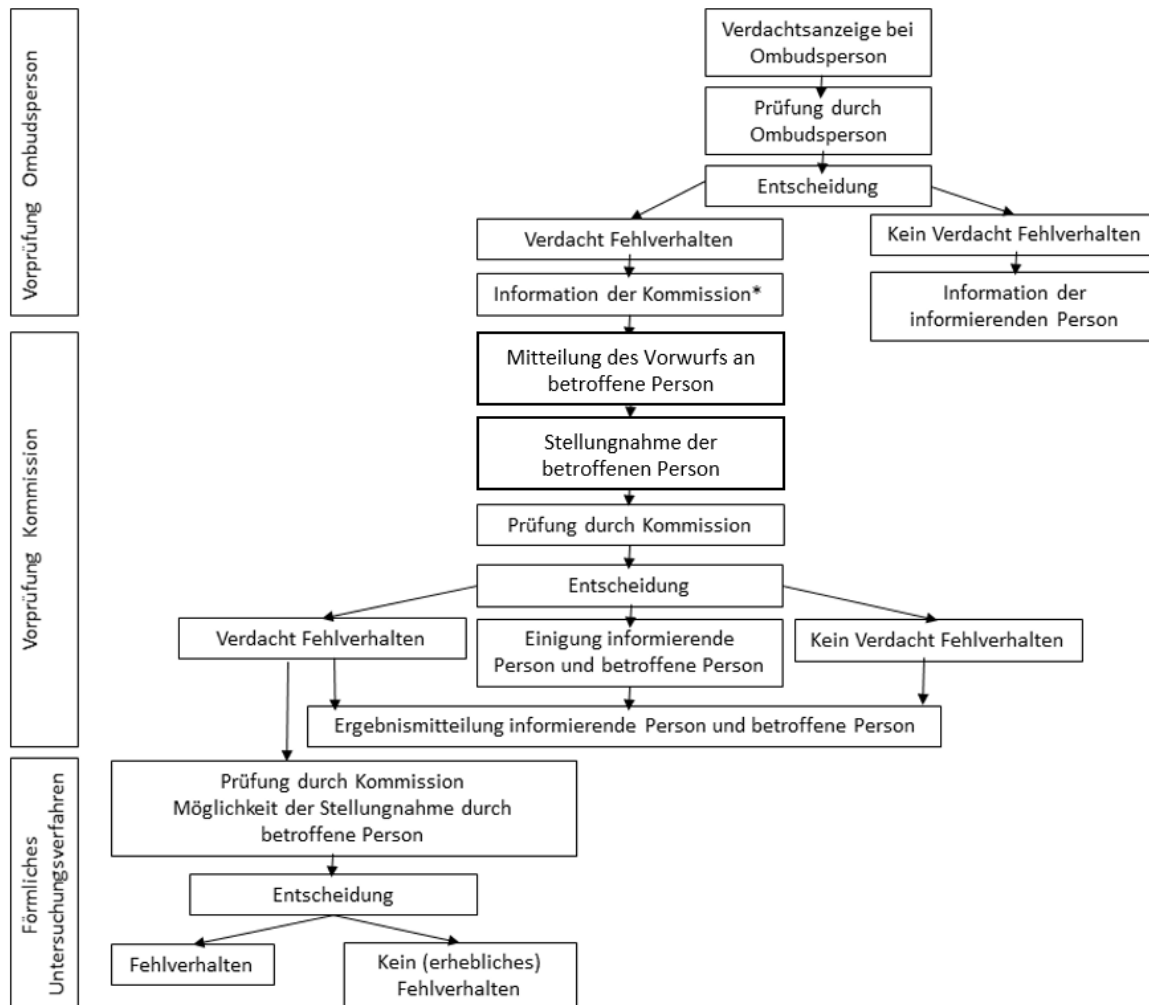 Vorprüfung Ombudsperson
Verdachtsanzeige bei
Ombudsperson
Prüfung durch
Ombudsperson
Entscheidung
Verdacht Fehlverhalten
Kein Verdacht Fehlverhalten
Information der Kommission*
Information der
informierenden Person
Vorprüfung Kommission
Mitteilung des Vorwurfs an
betroffene Person
Stellungnahme der
betroffenen Person
Prüfung durch Kommission
Entscheidung
Verdacht Fehlverhalten
Einigung informierende
Person und betroffene Person
Kein Verdacht Fehlverhalten
Ergebnismitteilung informierende Person und betroffene Person
Förmliches
Untersuchungsverfahren
Prüfung durch Kommission
Möglichkeit der Stellungnahme durch
betroffene Person
Entscheidung
Fehlverhalten
Kein (erhebliches)
Fehlverhalten